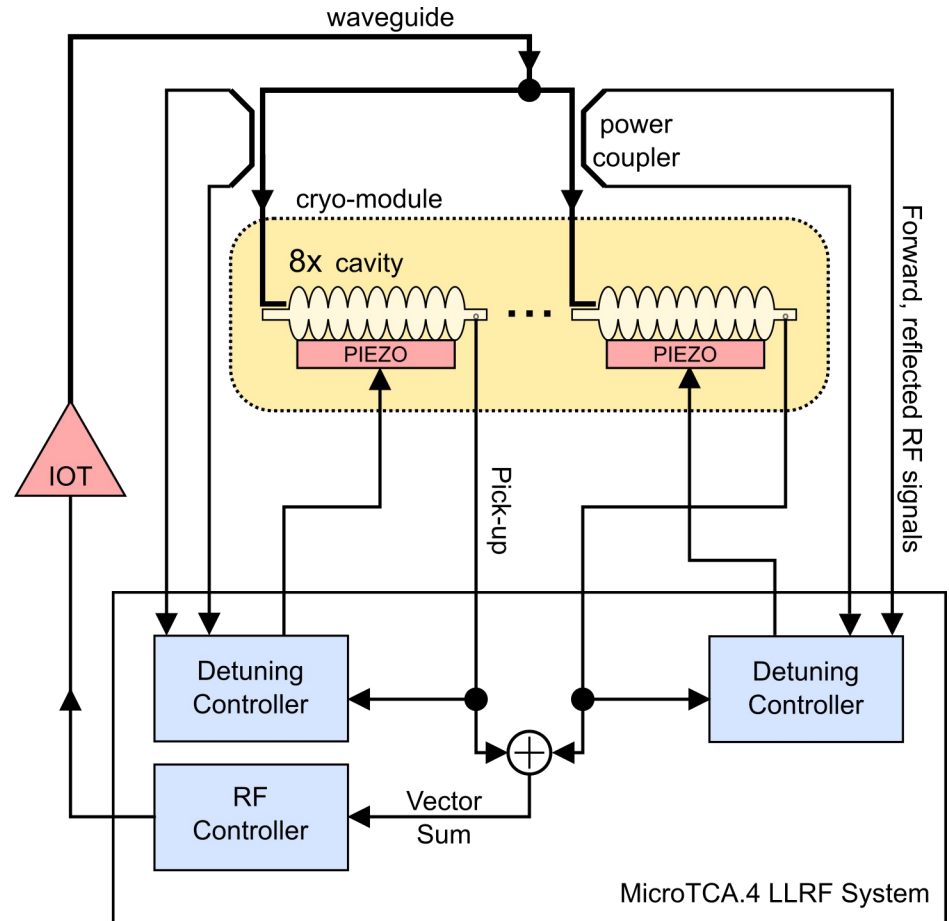 waveguide
power
coupler
cryo-module
8x cavity
PIEZO
PIEZO
Forward, reflected RF signals
IOT
Pick-up
Detuning
Controller
Detuning
Controller
RF
Controller
Vector
Sum
MicroTCA.4 LLRF System